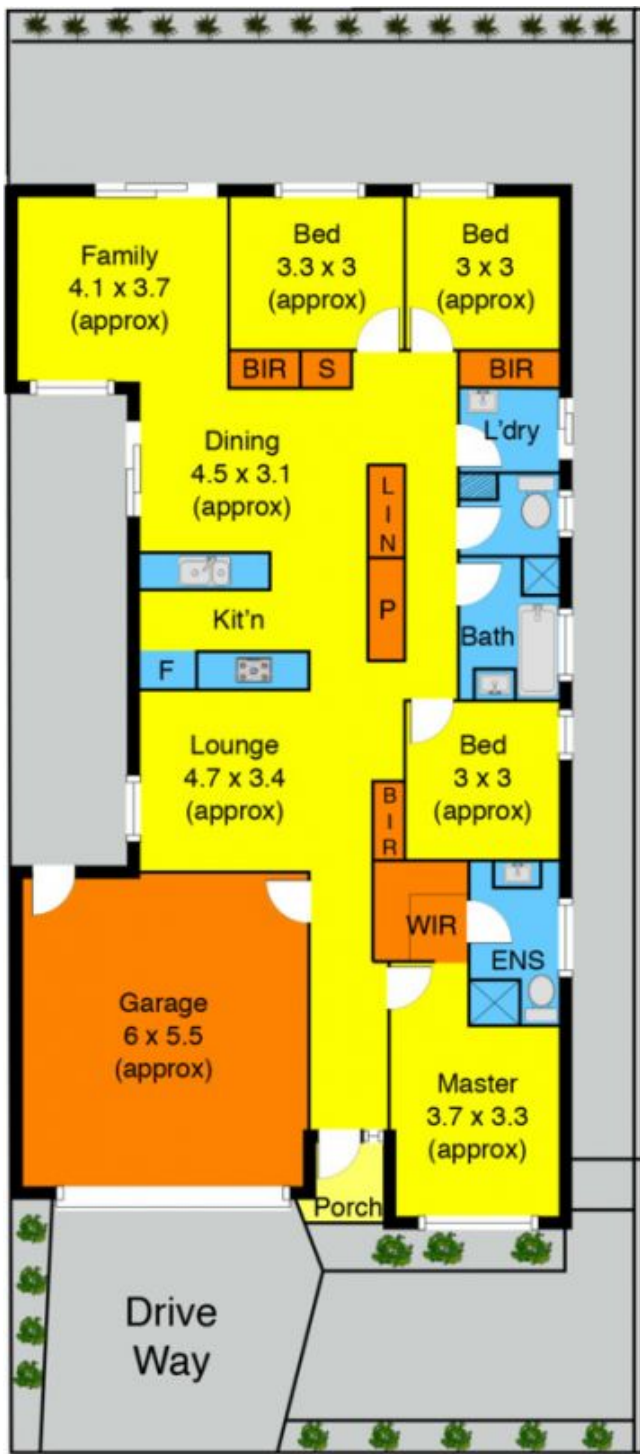 Family
4.1 x 3.7
(approx)
Bed
3.3 x 3
(approx)
Bed
3 x 3
(approx)
BIR
S
BIR
L'dry
Dining
4.5 x 3.1
(approx)
L
I
N
P
Kit'n
Bath
F
Lounge
4.7 x 3.4
(approx)
Bed
3 x 3
(approx)
B
I
R
WIR
ENS
Garage
6 x 5.5
(approx)
Master
3.7 x 3.3
(approx)
Porch
Drive
Way